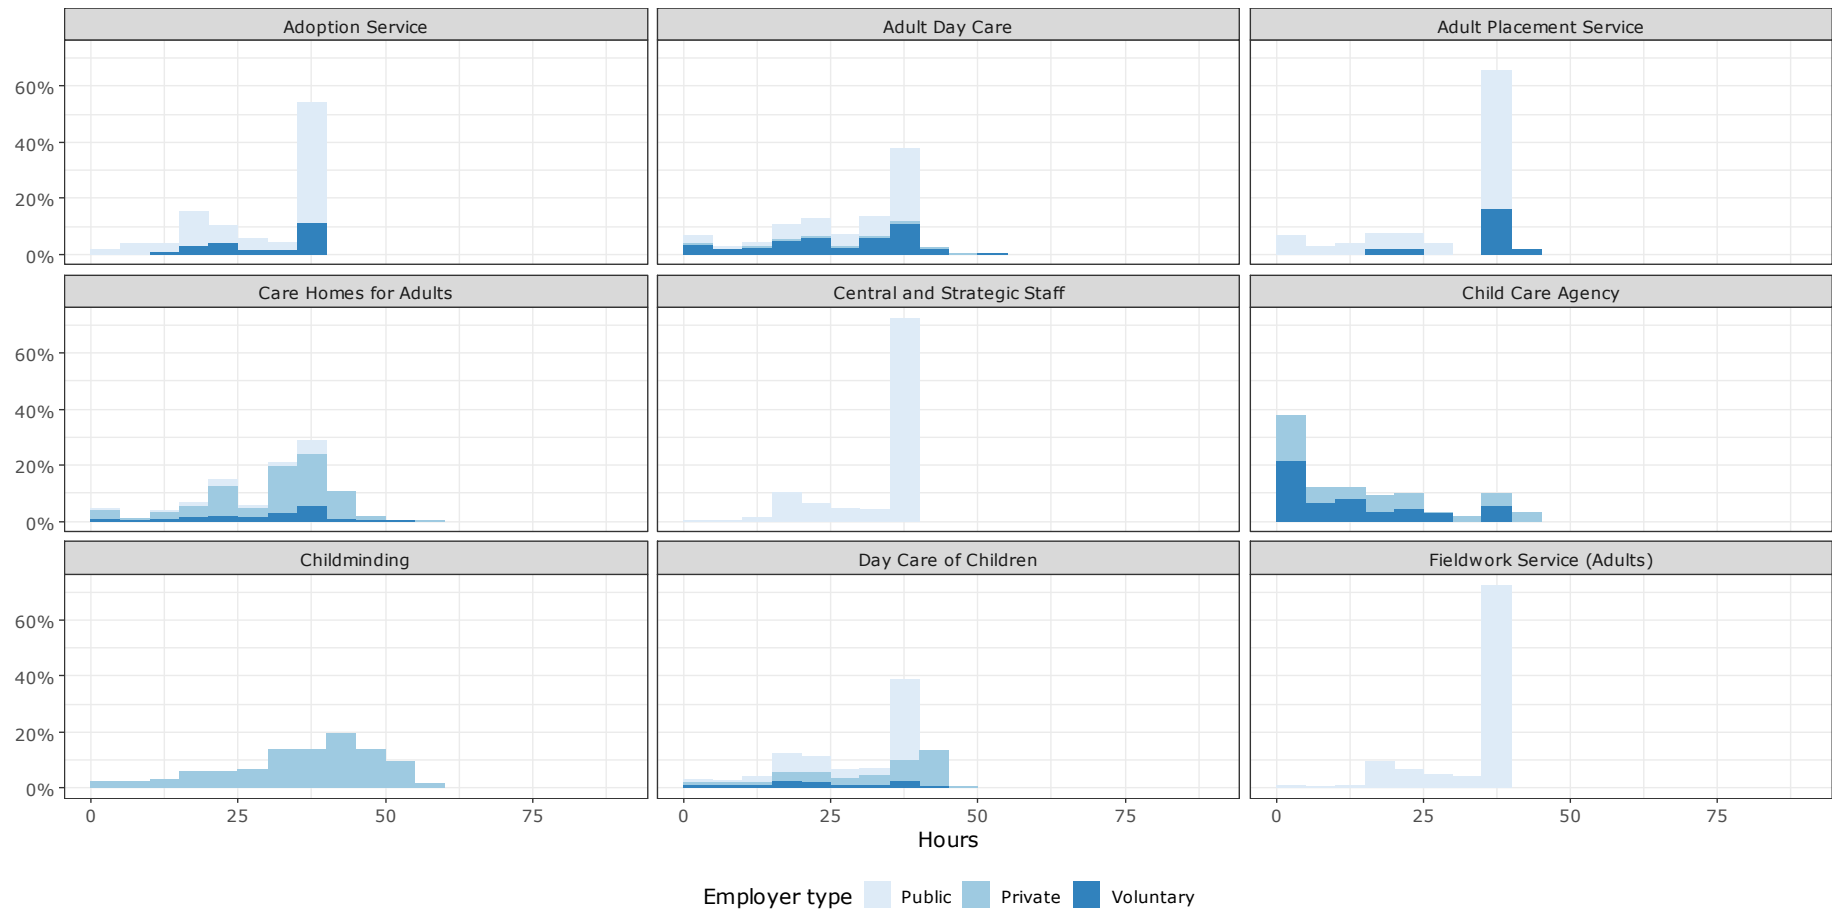 Adoption Service
Adult Day Care
Adult Placement Service
60%
40%
20%
0%
Care Homes for Adults
Central and Strategic Staff
Child Care Agency
60%
40%
20%
0%
Childminding
Day Care of Children
Fieldwork Service (Adults)
60%
40%
20%
0%
0 25 50 75
0 25 50 75
0 25 50 75
Hours
Employer type Public Private Voluntary